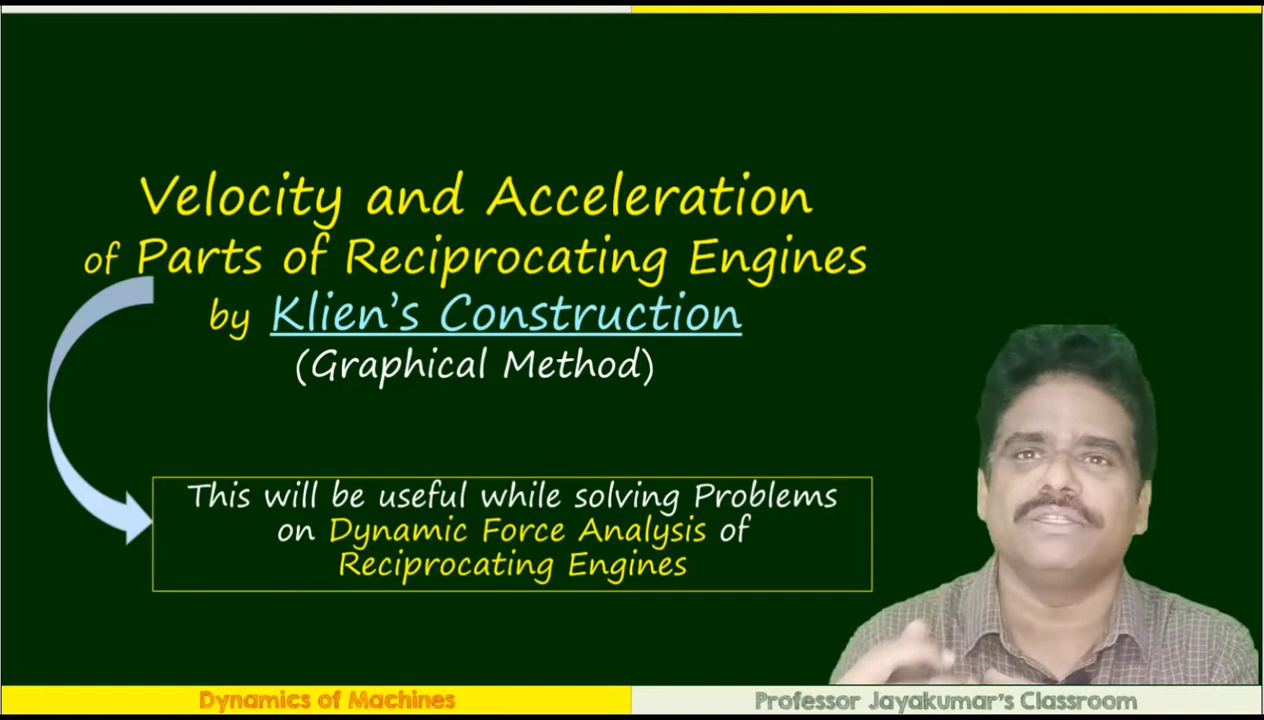 Velocity and Acceleration
of Parts of Reciprocating Engines
by Klien's Construction
(Graphical Method)
This will be useful while solving Problems
on Dynamic Force Analysis of
Reciprocating Engines
Dynamics of Machines
Professor Jayakumar's Classroom